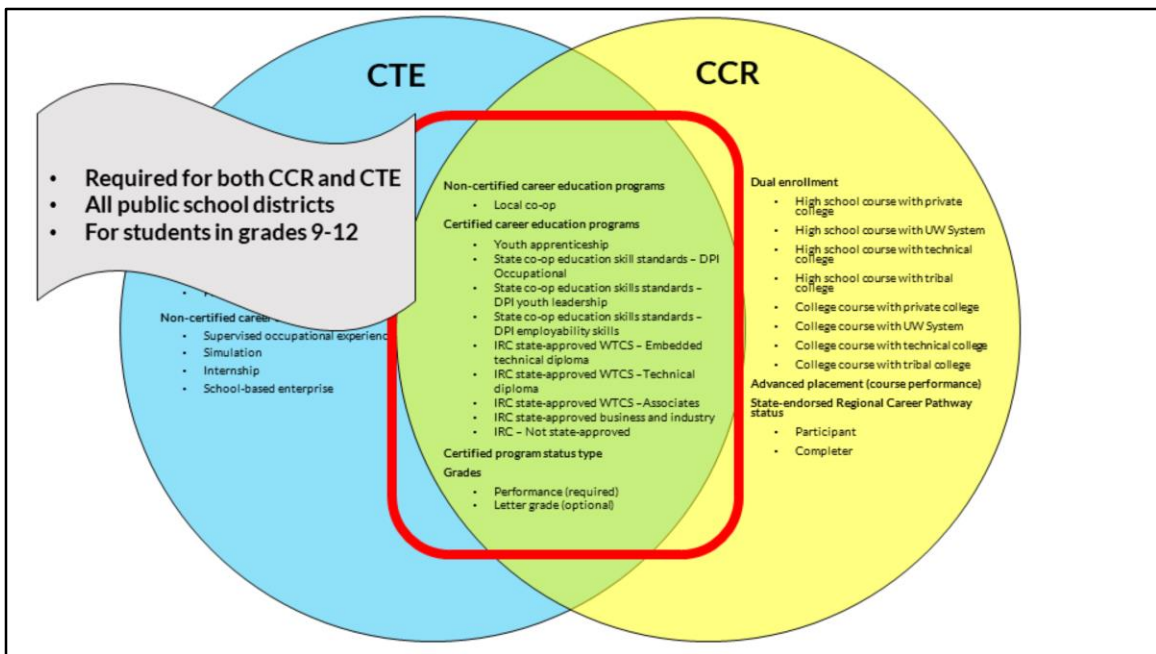 CTE
CCR
• Required for both CCR and CTE
• All public school districts
• For students in grades 9-12
Non-certified career
• Supervised occupational experienc
• Simulation
• Internship
• School-based enterprise
Non-certified career education programs
• Local co-op
Certified career education programs
• Youth apprenticeship
• State co-op education skill standards – DPI
Occupational
• State co-op education skills standards –
DPI youth leadership
• State co-op education skills standards –
DPI employability skills
• IRC state-approved WTCS – Embedded
technical diploma
• IRC state-approved WTCS –Technical
diploma
• IRC state-approved WTCS –Associates
• IRC state-approved business and industry
• IRC – Not state-approved
Certified program status type
Grades
• Performance (required)
• Letter grade (optional)
Dual enrollment
• High school course with private
college
• High school course with UW System
• High school course with technical
college
• High school course with tribal
college
• College course with private college
• College course with UW System
• College course with technical college
• College course with tribal college
Advanced placement (course performance)
State-endorsed Regional Career Pathway
status
• Participant
• Completer